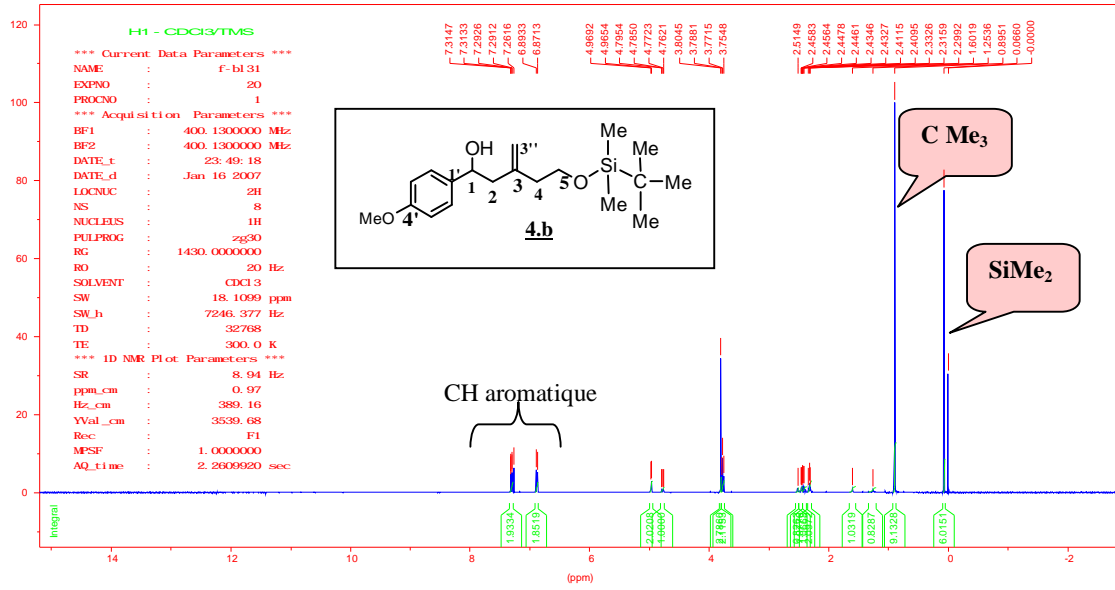 H1 - CDCl3/TMS
*** Current Data Parameters ***
NAME : f-bl31
EXPNO : 20
PROCNO : 1
*** Acquisition Parameters ***
BF1 : 400.1300000 MHz
BF2 : 400.1300000 MHz
DATE_t : 23:49:18
DATE_d : Jan 16 2007
LOCNUC : 2H
NS : 8
NUCLEUS : 1H
PULPROG : zg30
RG : 1430.0000000
RO : 20 Hz
SOLVENT : CDCl3
SW : 18.1099 ppm
SW_h : 7246.377 Hz
TD : 32768
TE : 300.0 K
*** 1D NMR Plot Parameters ***
SR : 8.94 Hz
ppm_cm : 0.97
Hz_cm : 389.16
YVal_cm : 3539.68
Rec : F1
MPSF : 1.0000000
AQ_time : 2.2609920 sec
7.3147
7.3133
7.2926
7.2912
7.2616
6.8933
6.8713
4.9692
4.9654
4.7954
4.7850
4.7723
4.7621
3.8045
3.7881
3.7715
3.7548
2.5149
2.4583
2.4564
2.4478
2.4461
2.4346
2.4327
2.4115
2.4095
2.3326
2.3159
2.2992
1.6019
1.2536
0.8951
0.0660
-0.0000
OH
3''
1'
1
2
3
4
5
O
Si
Me
Me
Me
Me
Me
MeO
4'
4.b
C Me3
SiMe2
CH aromatique
120
100
80
60
40
20
0
Integral
1.9334
1.8519
2.0208
1.0000
1.0319
0.8287
9.1328
6.0151
14
12
10
8
6
4
2
0
-2
(ppm)